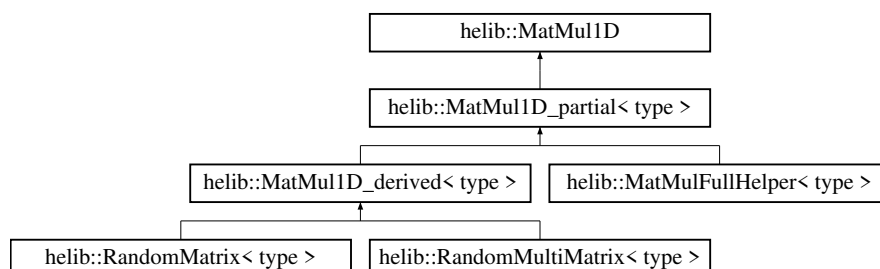 helib::MatMul1D
helib::MatMul1D_partial< type >
helib::MatMul1D_derived< type >
helib::MatMulFullHelper< type >
helib::RandomMatrix< type >
helib::RandomMultiMatrix< type >